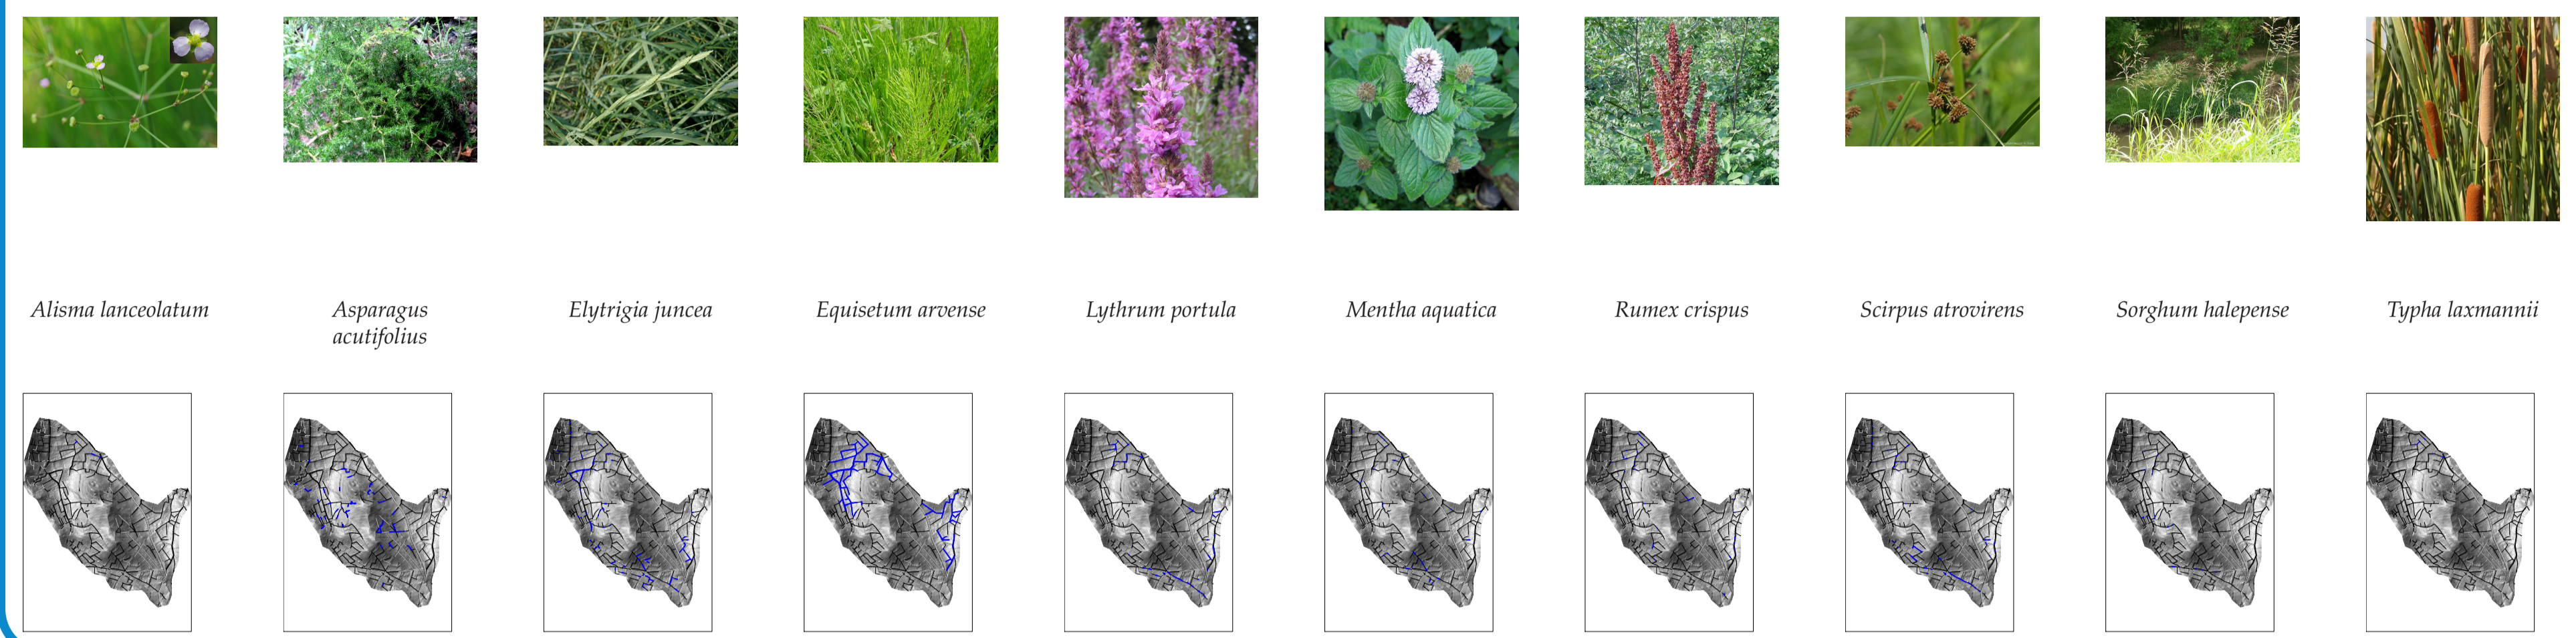 Alisma lanceolatum
Asparagus
acutifolius
Elytrigia juncea
Equisetum arvense
Lythrum portula
Mentha aquatica
Rumex crispus
Scirpus atrovirens
Sorghum halepense
Typha laxmannii